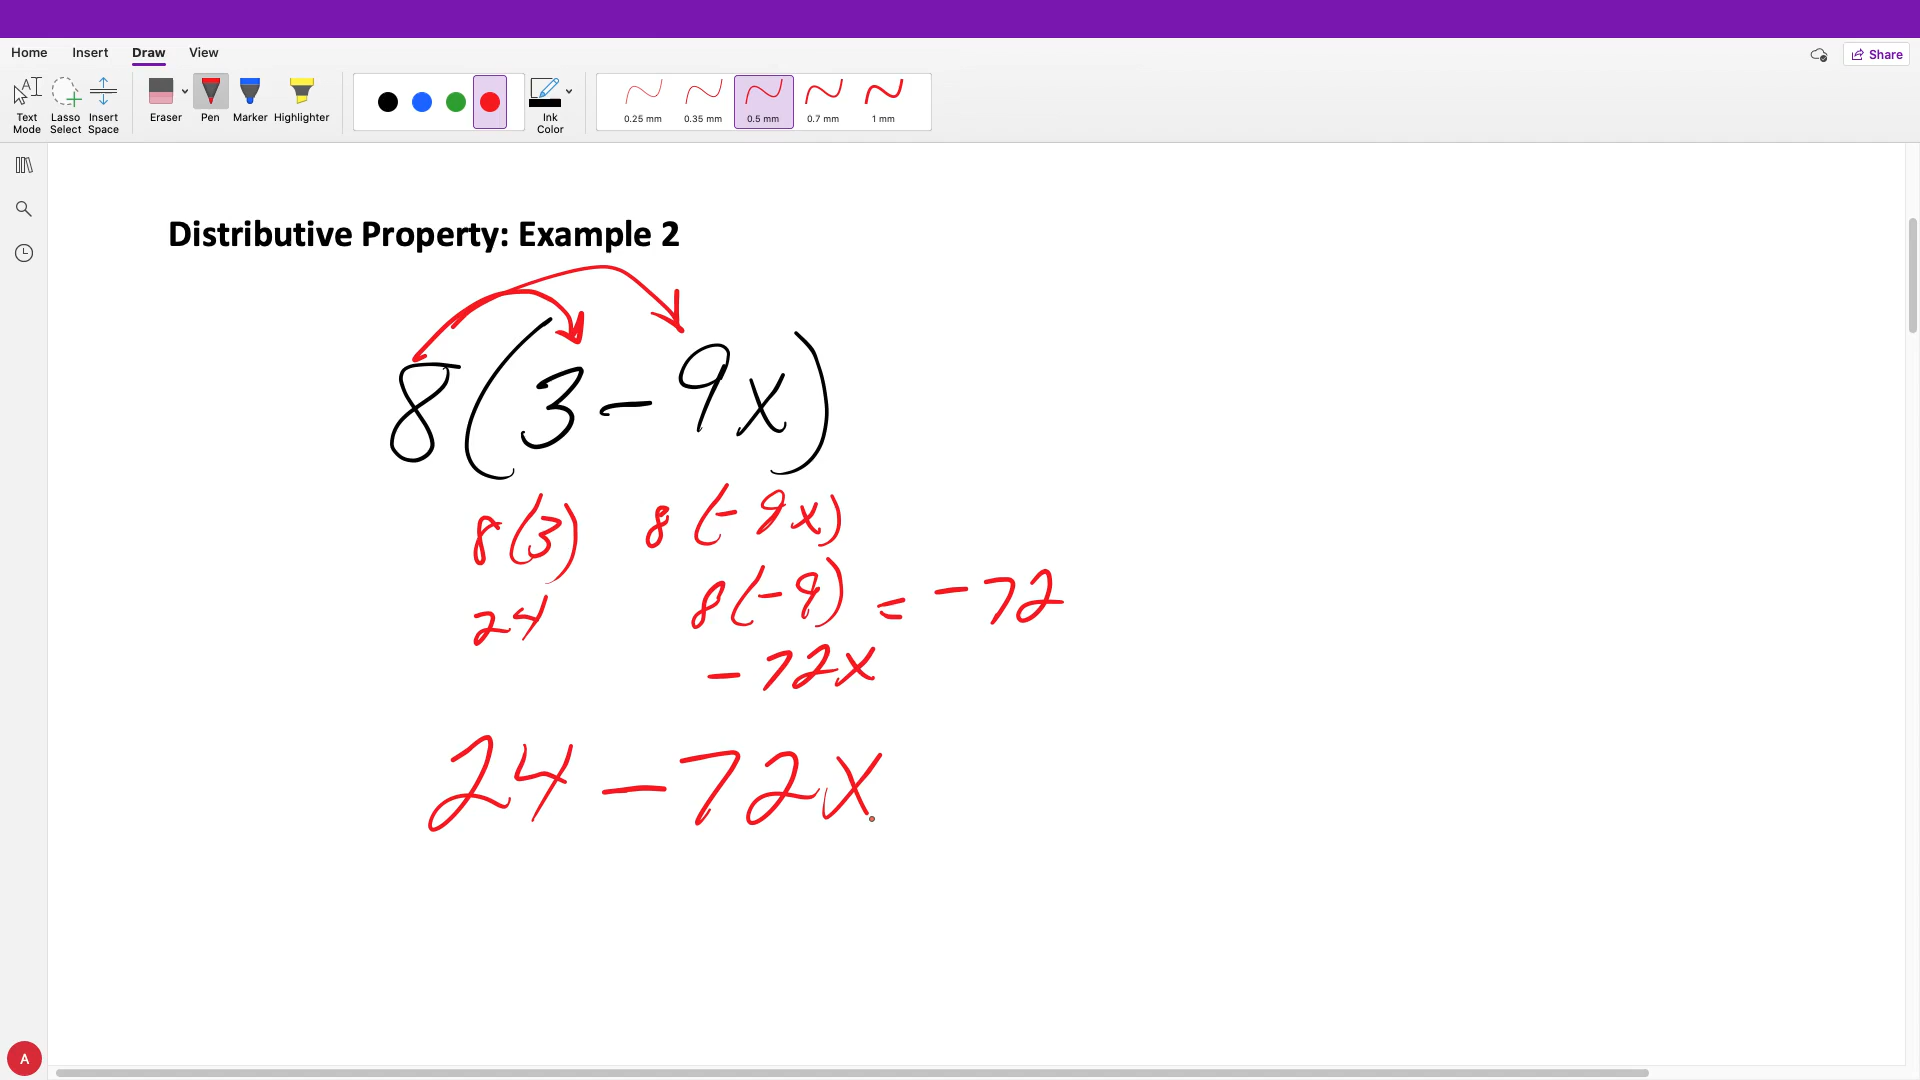 Home Insert Draw View
Share
Text Mode
Lasso Select
Insert Space
Eraser
Pen
Marker
Highlighter
Ink Color
0.25 mm
0.35 mm
0.5 mm
0.7 mm
1 mm
Distributive Property: Example 2
8(3-9x)
8(3) 8(-9x)
24 8(-9) = -72
-72x
24-72x
A